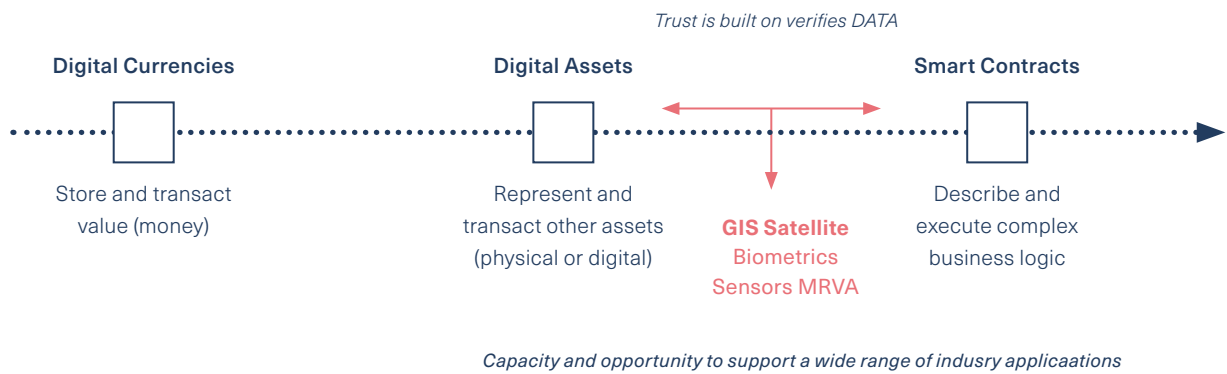 Trust is built on verifies DATA
Digital Currencies
Digital Assets
Smart Contracts
Store and transact
value (money)
Represent and
transact other assets
(physical or digital)
GIS Satellite
Biometrics
Sensors MRVA
Describe and
execute complex
business logic
Capacity and opportunity to support a wide range of indusry applicaations